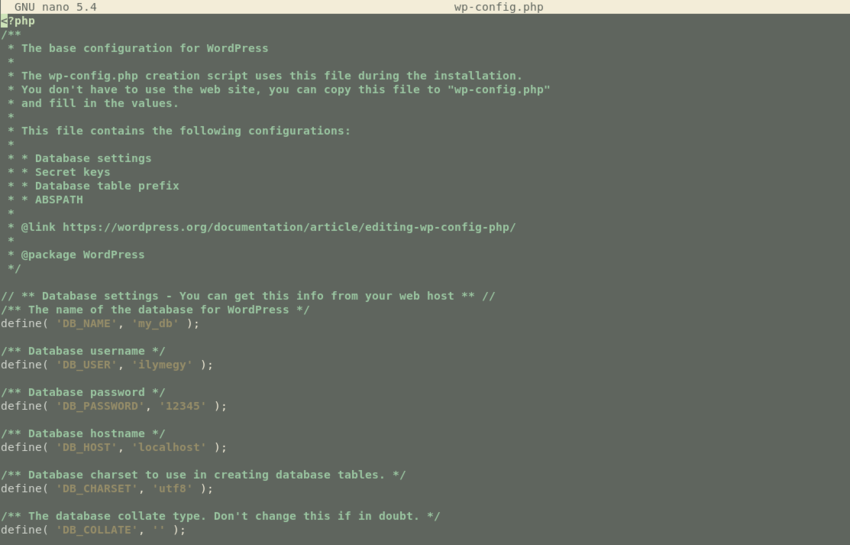 GNU nano 5.4 wp-config.php
<?php
/**
 * The base configuration for WordPress
 *
 * The wp-config.php creation script uses this file during the installation.
 * You don't have to use the web site, you can copy this file to "wp-config.php"
 * and fill in the values.
 *
 * This file contains the following configurations:
 *
 * * Database settings
 * * Secret keys
 * * Database table prefix
 * * ABSPATH
 *
 * @link https://wordpress.org/documentation/article/editing-wp-config-php/
 *
 * @package WordPress
 */

// ** Database settings - You can get this info from your web host ** //
/** The name of the database for WordPress */
define( 'DB_NAME', 'my_db' );

/** Database username */
define( 'DB_USER', 'ilymegy' );

/** Database password */
define( 'DB_PASSWORD', '12345' );

/** Database hostname */
define( 'DB_HOST', 'localhost' );

/** Database charset to use in creating database tables. */
define( 'DB_CHARSET', 'utf8' );

/** The database collate type. Don't change this if in doubt. */
define( 'DB_COLLATE', '' );